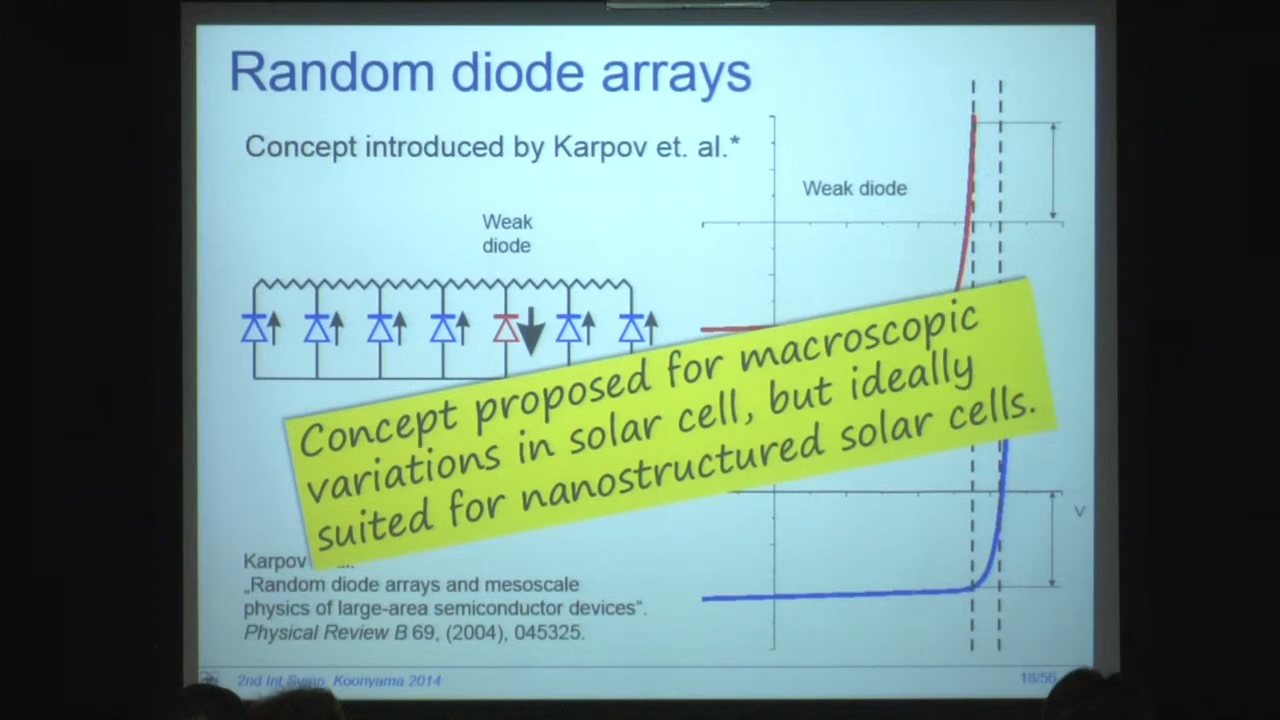 Random diode arrays
Concept introduced by Karpov et. al.*
Weak diode
Weak
diode
Concept proposed for macroscopic
variations in solar cell, but ideally
suited for nanostructured solar cells.
V
Karpov
„Random diode arrays and mesoscale
physics of large-area semiconductor devices“.
Physical Review B 69, (2004), 045325.
2nd Int Symp. Kooriyama 2014
18/56